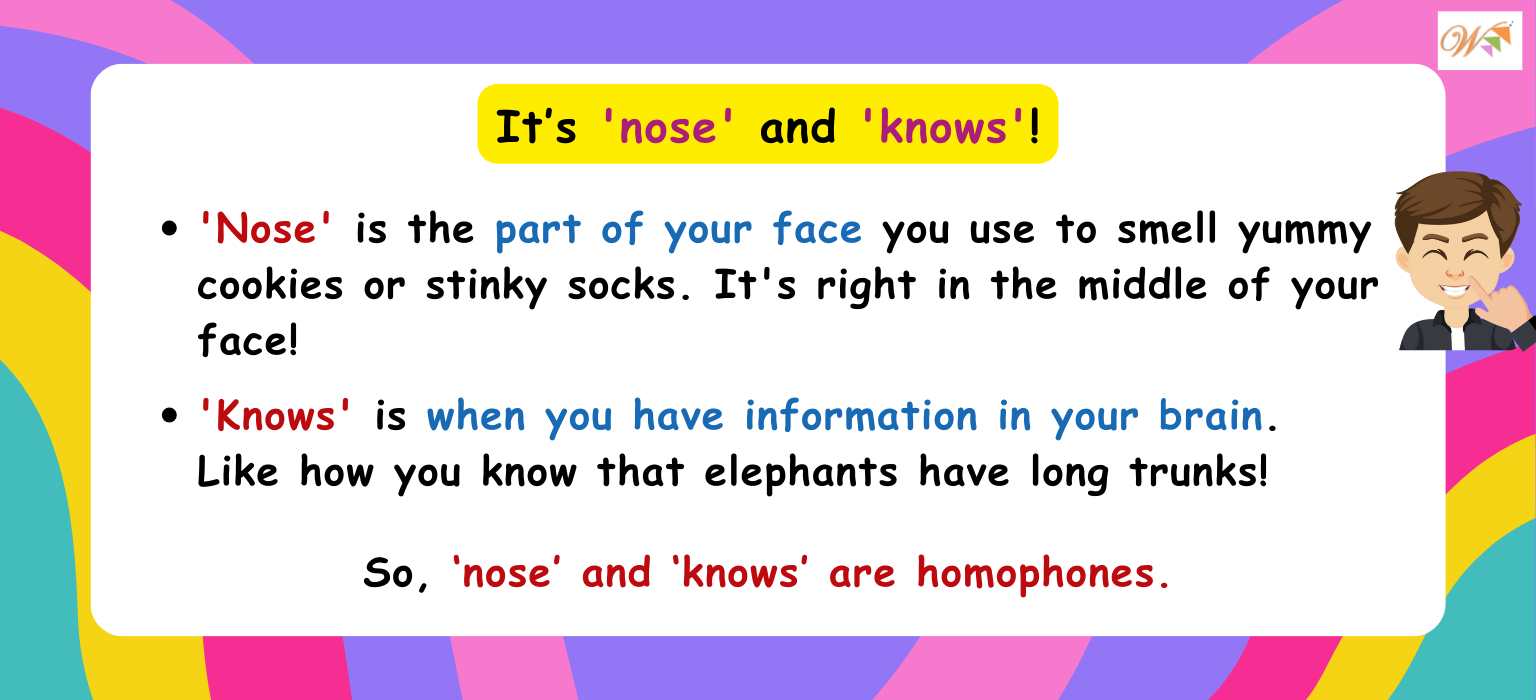 It's 'nose' and 'knows'!
• 'Nose' is the part of your face you use to smell yummy
cookies or stinky socks. It's right in the middle of your
face!
• 'Knows' is when you have information in your brain.
Like how you know that elephants have long trunks!
So, ‘nose’ and ‘knows’ are homophones.
W